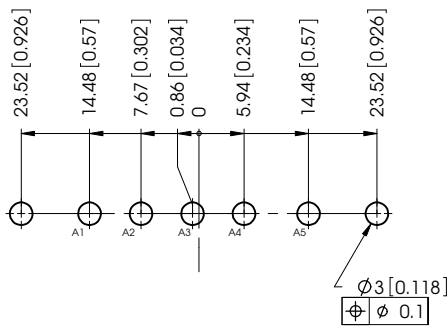 23.52 [0.926]
14.48 [0.57]
7.67 [0.302]
0.86 [0.034]
0
5.94 [0.234]
14.48 [0.57]
23.52 [0.926]
A1
A2
A3
A4
A5
Ø3 [0.118]
⌖ ø 0.1